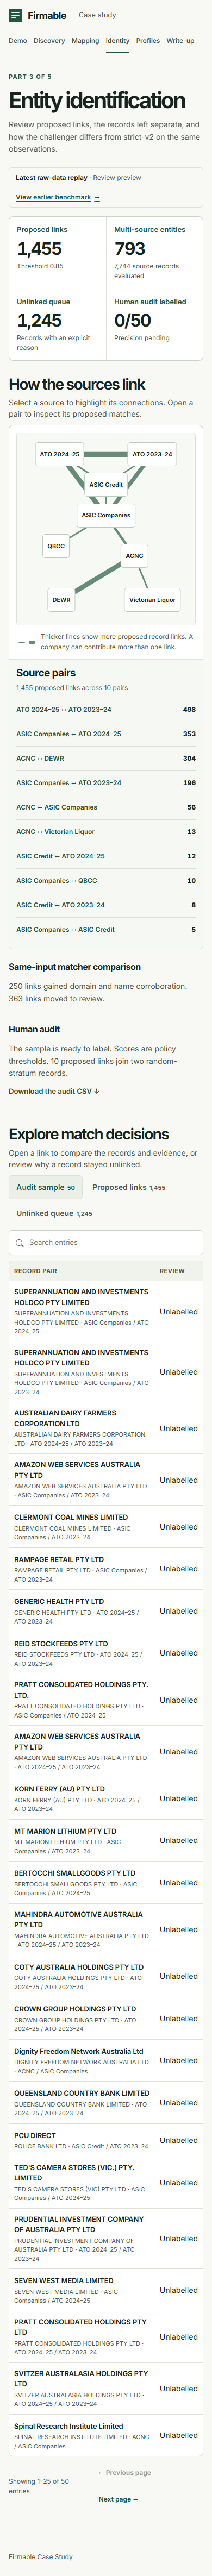 Firmable
Case study
Demo Discovery Mapping Identity Profiles Write-up
PART 3 OF 5
Entity identification
Review proposed links, the records left separate, and
how the challenger differs from strict-v2 on the same
observations.
Latest raw-data replay · Review preview
View earlier benchmark →
Proposed links
1,455
Threshold 0.85
Multi-source entities
793
7,744 source records
evaluated
Unlinked queue
1,245
Records with an explicit
reason
Human audit labelled
0/50
Precision pending
How the sources link
Select a source to highlight its connections. Open a
pair to inspect its proposed matches.
ATO 2024–25
ATO 2023–24
ASIC Credit
ASIC Companies
QBCC
ACNC
DEWR
Victorian Liquor
Thicker lines show more proposed record links. A
company can contribute more than one link.
Source pairs
1,455 proposed links across 10 pairs
ATO 2024–25 ↔ ATO 2023–24 498
ASIC Companies ↔ ATO 2024–25 353
ACNC ↔ DEWR 304
ASIC Companies ↔ ATO 2023–24 196
ACNC ↔ ASIC Companies 56
ACNC ↔ Victorian Liquor 13
ASIC Credit ↔ ATO 2024–25 12
ASIC Companies ↔ QBCC 10
ASIC Credit ↔ ATO 2023–24 8
ASIC Companies ↔ ASIC Credit 5
Same-input matcher comparison
250 links gained domain and name corroboration.
363 links moved to review.
Human audit
The sample is ready to label. Scores are policy
thresholds. 10 proposed links join two random-
stratum records.
Download the audit CSV ↓
Explore match decisions
Open a link to compare the records and evidence, or
review why a record stayed unlinked.
Audit sample 50
Proposed links 1,455
Unlinked queue 1,245
Search entries
RECORD PAIR REVIEW
SUPERANNUATION AND INVESTMENTS
HOLDCO PTY LIMITED
SUPERANNUATION AND INVESTMENTS
HOLDCO PTY LIMITED · ASIC Companies / ATO
2024–25
Unlabelled
SUPERANNUATION AND INVESTMENTS
HOLDCO PTY LIMITED
SUPERANNUATION AND INVESTMENTS
HOLDCO PTY LIMITED · ASIC Companies / ATO
2023–24
Unlabelled
AUSTRALIAN DAIRY FARMERS
CORPORATION LTD
AUSTRALIAN DAIRY FARMERS CORPORATION
LTD · ATO 2024–25 / ATO 2023–24
Unlabelled
AMAZON WEB SERVICES AUSTRALIA
PTY LTD
AMAZON WEB SERVICES AUSTRALIA PTY LTD
· ASIC Companies / ATO 2023–24
Unlabelled
CLERMONT COAL MINES LIMITED
CLERMONT COAL MINES LIMITED · ASIC
Companies / ATO 2023–24
Unlabelled
RAMPAGE RETAIL PTY LTD
RAMPAGE RETAIL PTY LTD · ASIC Companies /
ATO 2023–24
Unlabelled
GENERIC HEALTH PTY LTD
GENERIC HEALTH PTY LTD · ATO 2024–25 /
ATO 2023–24
Unlabelled
REID STOCKFEEDS PTY LTD
REID STOCKFEEDS PTY LTD · ATO 2024–25 /
ATO 2023–24
Unlabelled
PRATT CONSOLIDATED HOLDINGS PTY.
LTD.
PRATT CONSOLIDATED HOLDINGS PTY LTD ·
ASIC Companies / ATO 2024–25
Unlabelled
AMAZON WEB SERVICES AUSTRALIA
PTY LTD
AMAZON WEB SERVICES AUSTRALIA PTY LTD
· ATO 2024–25 / ATO 2023–24
Unlabelled
KORN FERRY (AU) PTY LTD
KORN FERRY (AU) PTY LTD · ATO 2024–25 /
ATO 2023–24
Unlabelled
MT MARION LITHIUM PTY LTD
MT MARION LITHIUM PTY LTD · ASIC
Companies / ATO 2023–24
Unlabelled
BERTOCCHI SMALLGOODS PTY LTD
BERTOCCHI SMALLGOODS PTY LTD · ASIC
Companies / ATO 2024–25
Unlabelled
MAHINDRA AUTOMOTIVE AUSTRALIA
PTY LTD
MAHINDRA AUTOMOTIVE AUSTRALIA PTY LTD
· ATO 2024–25 / ATO 2023–24
Unlabelled
COTY AUSTRALIA HOLDINGS PTY LTD
COTY AUSTRALIA HOLDINGS PTY LTD · ATO
2024–25 / ATO 2023–24
Unlabelled
CROWN GROUP HOLDINGS PTY LTD
CROWN GROUP HOLDINGS PTY LTD · ATO
2024–25 / ATO 2023–24
Unlabelled
Dignity Freedom Network Australia Ltd
DIGNITY FREEDOM NETWORK AUSTRALIA LTD
· ACNC / ASIC Companies
Unlabelled
QUEENSLAND COUNTRY BANK LIMITED
QUEENSLAND COUNTRY BANK LIMITED · ATO
2024–25 / ATO 2023–24
Unlabelled
PCU DIRECT
POLICE BANK LTD · ASIC Credit / ATO 2023–24
Unlabelled
TED'S CAMERA STORES (VIC.) PTY.
LIMITED
TED'S CAMERA STORES (VIC) PTY LTD · ASIC
Companies / ATO 2024–25
Unlabelled
PRUDENTIAL INVESTMENT COMPANY
OF AUSTRALIA PTY LTD
PRUDENTIAL INVESTMENT COMPANY OF
AUSTRALIA PTY LTD · ATO 2024–25 / ATO
2023–24
Unlabelled
SEVEN WEST MEDIA LIMITED
SEVEN WEST MEDIA LIMITED · ASIC
Companies / ATO 2024–25
Unlabelled
PRATT CONSOLIDATED HOLDINGS PTY
LTD
PRATT CONSOLIDATED HOLDINGS PTY LTD ·
ATO 2024–25 / ATO 2023–24
Unlabelled
SVITZER AUSTRALASIA HOLDINGS PTY
LTD
SVITZER AUSTRALASIA HOLDINGS PTY LTD ·
ATO 2024–25 / ATO 2023–24
Unlabelled
Spinal Research Institute Limited
SPINAL RESEARCH INSTITUTE LIMITED · ACNC
/ ASIC Companies
Unlabelled
Showing 1–25 of 50
entries
← Previous page
Next page →
Firmable Case Study